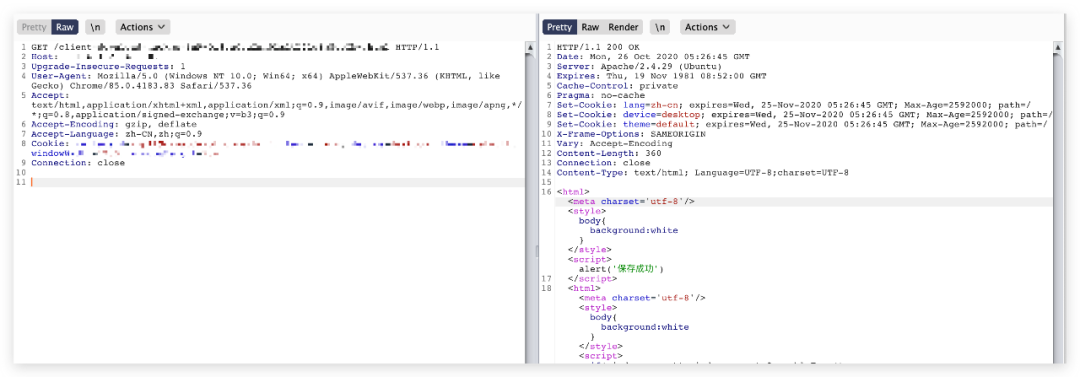 Pretty Raw \n Actions
1 GET /client HTTP/1.1
2 Host:
3 Upgrade-Insecure-Requests: 1
4 User-Agent: Mozilla/5.0 (Windows NT 10.0; Win64; x64) AppleWebKit/537.36 (KHTML, like
Gecko) Chrome/85.0.4183.83 Safari/537.36
5 Accept:
text/html,application/xhtml+xml,application/xml;q=0.9,image/avif,image/webp,image/apng,*/
*;q=0.8,application/signed-exchange;v=b3;q=0.9
6 Accept-Encoding: gzip, deflate
7 Accept-Language: zh-CN,zh;q=0.9
8 Cookie:
window
9 Connection: close
10
11
Pretty Raw Render \n Actions
1 HTTP/1.1 200 OK
2 Date: Mon, 26 Oct 2020 05:26:45 GMT
3 Server: Apache/2.4.29 (Ubuntu)
4 Expires: Thu, 19 Nov 1981 08:52:00 GMT
5 Cache-Control: private
6 Pragma: no-cache
7 Set-Cookie: lang=zh-cn; expires=Wed, 25-Nov-2020 05:26:45 GMT; Max-Age=2592000; path=/
8 Set-Cookie: device=desktop; expires=Wed, 25-Nov-2020 05:26:45 GMT; Max-Age=2592000; path=/
9 Set-Cookie: theme=default; expires=Wed, 25-Nov-2020 05:26:45 GMT; Max-Age=2592000; path=/
10 X-Frame-Options: SAMEORIGIN
11 Vary: Accept-Encoding
12 Content-Length: 360
13 Connection: close
14 Content-Type: text/html; Language=UTF-8;charset=UTF-8
15
16 <html>
<meta charset='utf-8'/>
<style>
body{
background:white
}
</style>
<script>
alert('保存成功')
17 </script>
18 <html>
<meta charset='utf-8'/>
<style>
body{
background:white
}
</style>
<script>